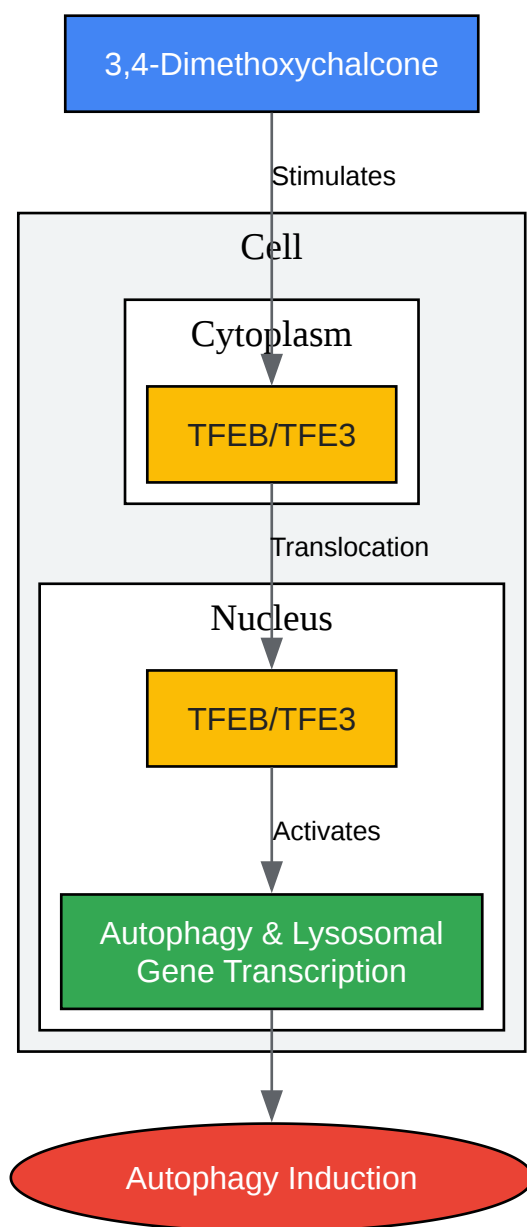 3,4-Dimethoxychalcone
Stimulates
Cell
Cytoplasm
TFEB/TFE3
Translocation
Nucleus
TFEB/TFE3
Activates
Autophagy & Lysosomal
Gene Transcription
Autophagy Induction